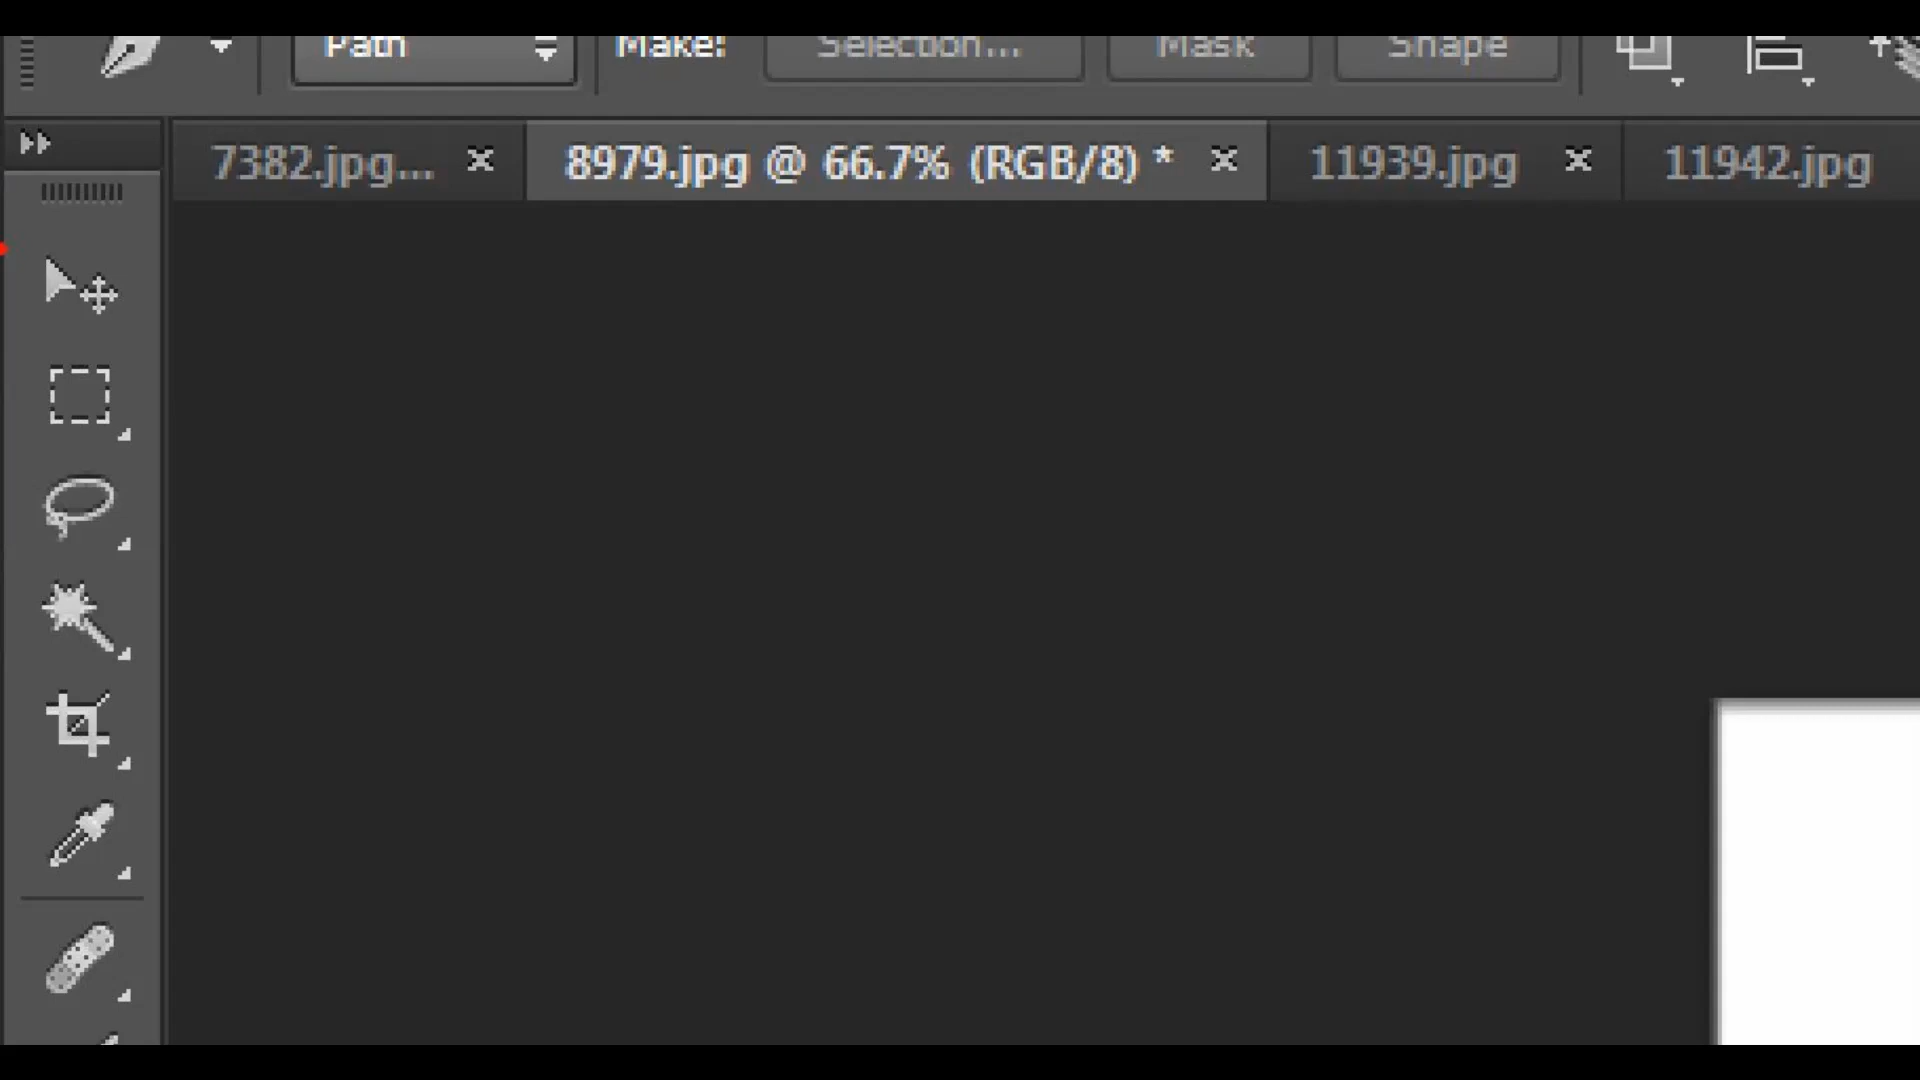 Path Make: Selection... Mask Shape
7382.jpg... 8979.jpg @ 66.7% (RGB/8) * 11939.jpg 11942.jpg